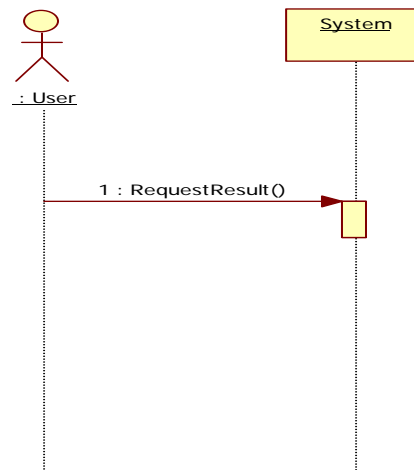 System
: User
1 : RequestResult()